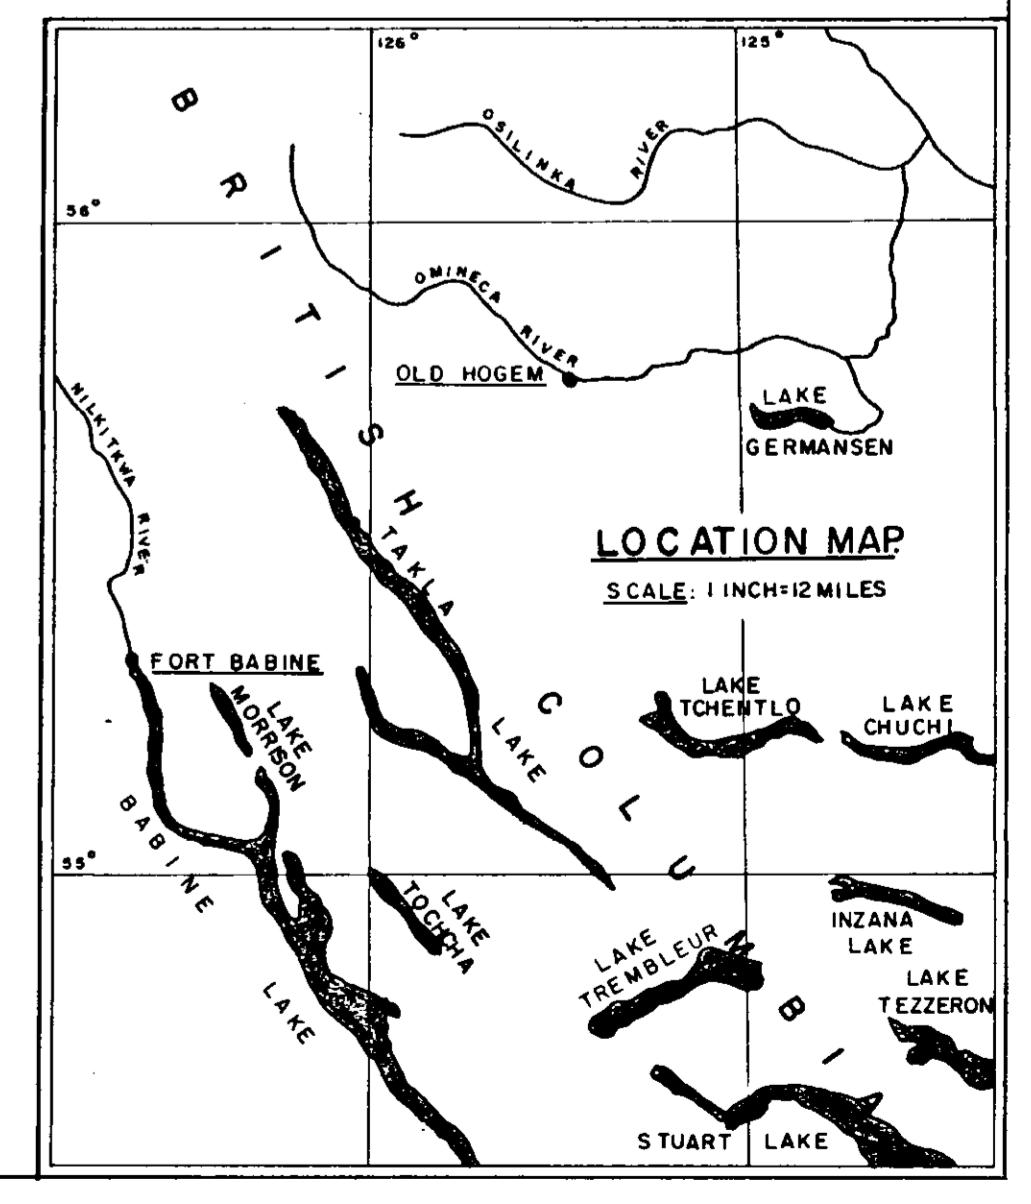 126°
125°
BRITISH COLUMBI
OSILINKA RIVER
56°
OMINECA RIVER
OLD HOGEM
LAKE
GERMANSEN
NILKITKWA RIVER
TAKLA LAKE
LOCATION MAP.
SCALE: 1 INCH=12 MILES
FORT BABINE
LAKE
MORRISON
LAKE
TCHENTLO
LAKE
CHUCHI
BABINE LAKE
55°
LAKE
TOCHCHA
LAKE
TREMBLEUR
INZANA
LAKE
LAKE
TEZZERON
STUART LAKE